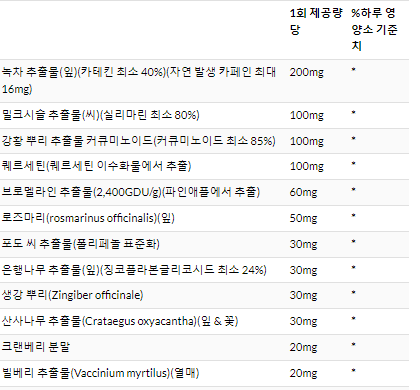 1회 제공량당 %하루 영양소 기준치
녹차 추출물(잎)(카테킨 최소 40%)(자연 발생 카페인 최대 16mg) 200mg *
밀크시슬 추출물(씨)(실리마린 최소 80%) 100mg *
강황 뿌리 추출물 커큐미노이드(커큐미노이드 최소 85%) 100mg *
퀘르세틴(퀘르세틴 이수화물에서 추출) 100mg *
브로멜라인 추출물(2,400GDU/g)(파인애플에서 추출) 60mg *
로즈마리(rosmarinus officinalis)(잎) 50mg *
포도 씨 추출물(폴리페놀 표준화) 30mg *
은행나무 추출물(잎)(징코플라본글리코시드 최소 24%) 30mg *
생강 뿌리(Zingiber officinale) 30mg *
산사나무 추출물(Crataegus oxyacantha)(잎 & 꽃) 30mg *
크랜베리 분말 20mg *
빌베리 추출물(Vaccinium myrtilus)(열매) 20mg *